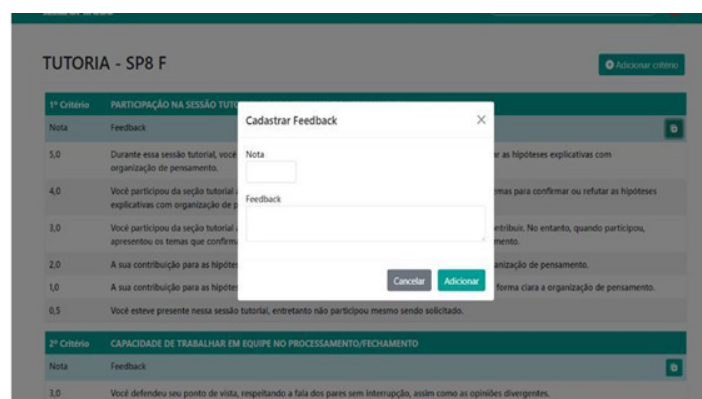 TUTORIA - SP8 F
Adicionar critério
1º Critério PARTICIPAÇÃO NA SESSÃO
Nota Feedback
5,0 Durante essa sessão tutorial, você ar as hipóteses explicativas com
organização de pensamento.
4,0 Você participou da seção tutorial emas para confirmar ou refutar as hipóteses
explicativas com organização de
3,0 Você participou da seção tutorial ontribuir. No entanto, quando participou,
apresentou os temas que mento.
2,0 A sua contribuição para as anização de pensamento.
1,0 A sua contribuição para as forma clara a organização de pensamento.
0,5 Você esteve presente nessa sessão tutorial, entretanto não participou mesmo sendo solicitado.
Cadastrar Feedback
Nota
Feedback
Cancelar Adicionar
2º Critério CAPACIDADE DE TRABALHAR EM EQUIPE NO PROCESSAMENTO/FECHAMENTO
Nota Feedback
3,0 Você defendeu seu ponto de vista, respeitando a fala dos pares sem interrupção, assim como as opiniões divergentes.